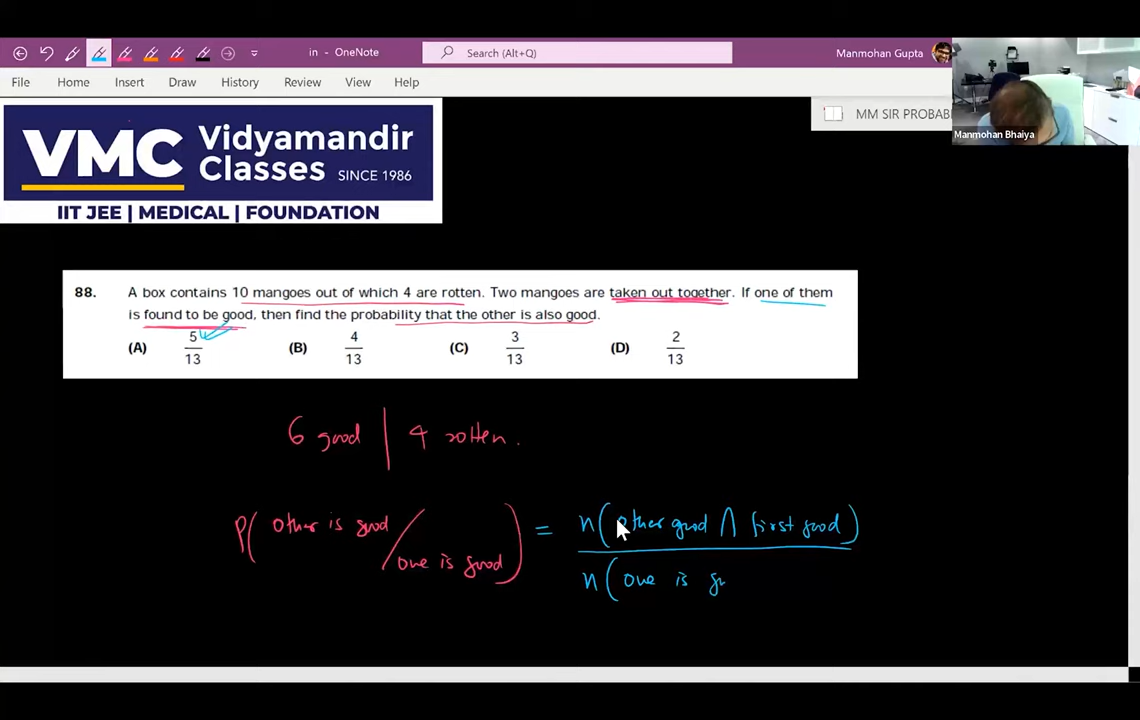 in - OneNote
Search (Alt+Q)
Manmohan Gupta
File Home Insert Draw History Review View Help
MM SIR PROBAB
Manmohan Bhaiya
VMC Vidyamandir Classes SINCE 1986
IIT JEE | MEDICAL | FOUNDATION
88. A box contains 10 mangoes out of which 4 are rotten. Two mangoes are taken out together. If one of them
is found to be good, then find the probability that the other is also good.
(A) 5/13 (B) 4/13 (C) 3/13 (D) 2/13
6 good | 4 rotten.
P( other is good / one is good ) = n( other good ∩ first good )
n( one is g